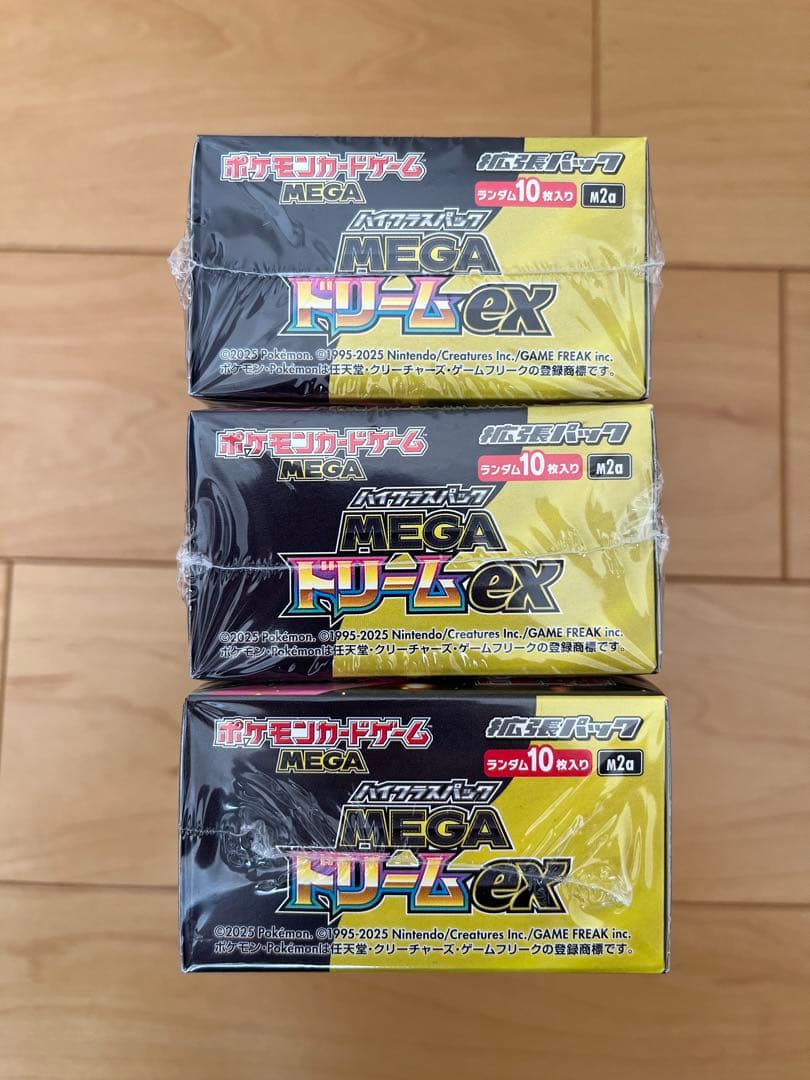 ポケモンカードゲーム
MEGA
拡張パック
ランダム10枚入り M2a
ハイクラスパック
MEGA
ドリームex
©2025 Pokémon. ©1995-2025 Nintendo/Creatures Inc./GAME FREAK inc.
ポケモン・Pokémonは任天堂・クリーチャーズ・ゲームフリークの登録商標です。
ポケモンカードゲーム
MEGA
拡張パック
ランダム10枚入り M2a
ハイクラスパック
MEGA
ドリームex
©2025 Pokémon. ©1995-2025 Nintendo/Creatures Inc./GAME FREAK inc.
ポケモン・Pokémonは任天堂・クリーチャーズ・ゲームフリークの登録商標です。
ポケモンカードゲーム
MEGA
拡張パック
ランダム10枚入り M2a
ハイクラスパック
MEGA
ドリームex
©2025 Pokémon. ©1995-2025 Nintendo/Creatures Inc./GAME FREAK inc.
ポケモン・Pokémonは任天堂・クリーチャーズ・ゲームフリークの登録商標です。